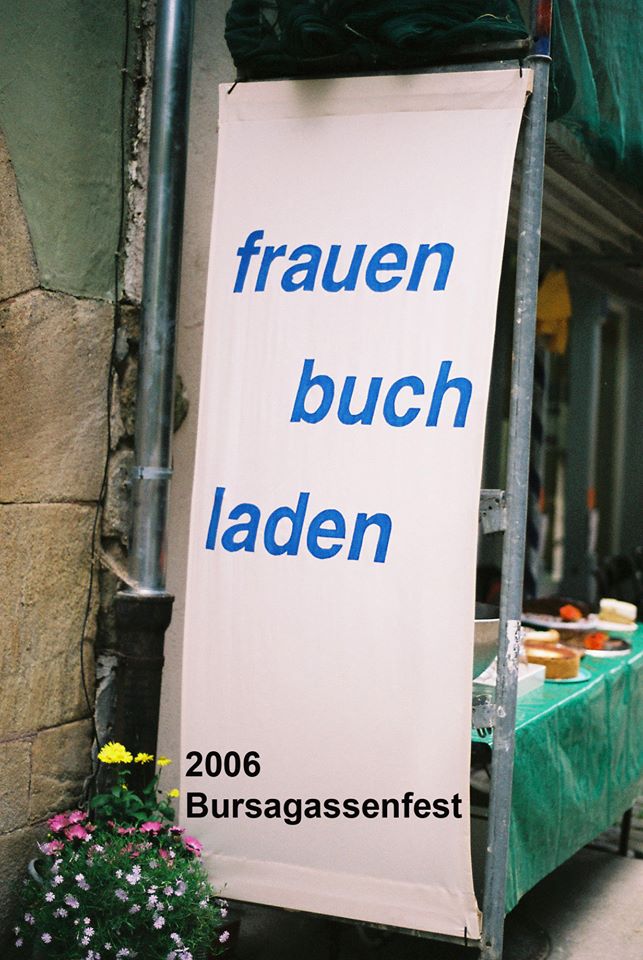 frauen
buch
laden
2006
Bursagassenfest